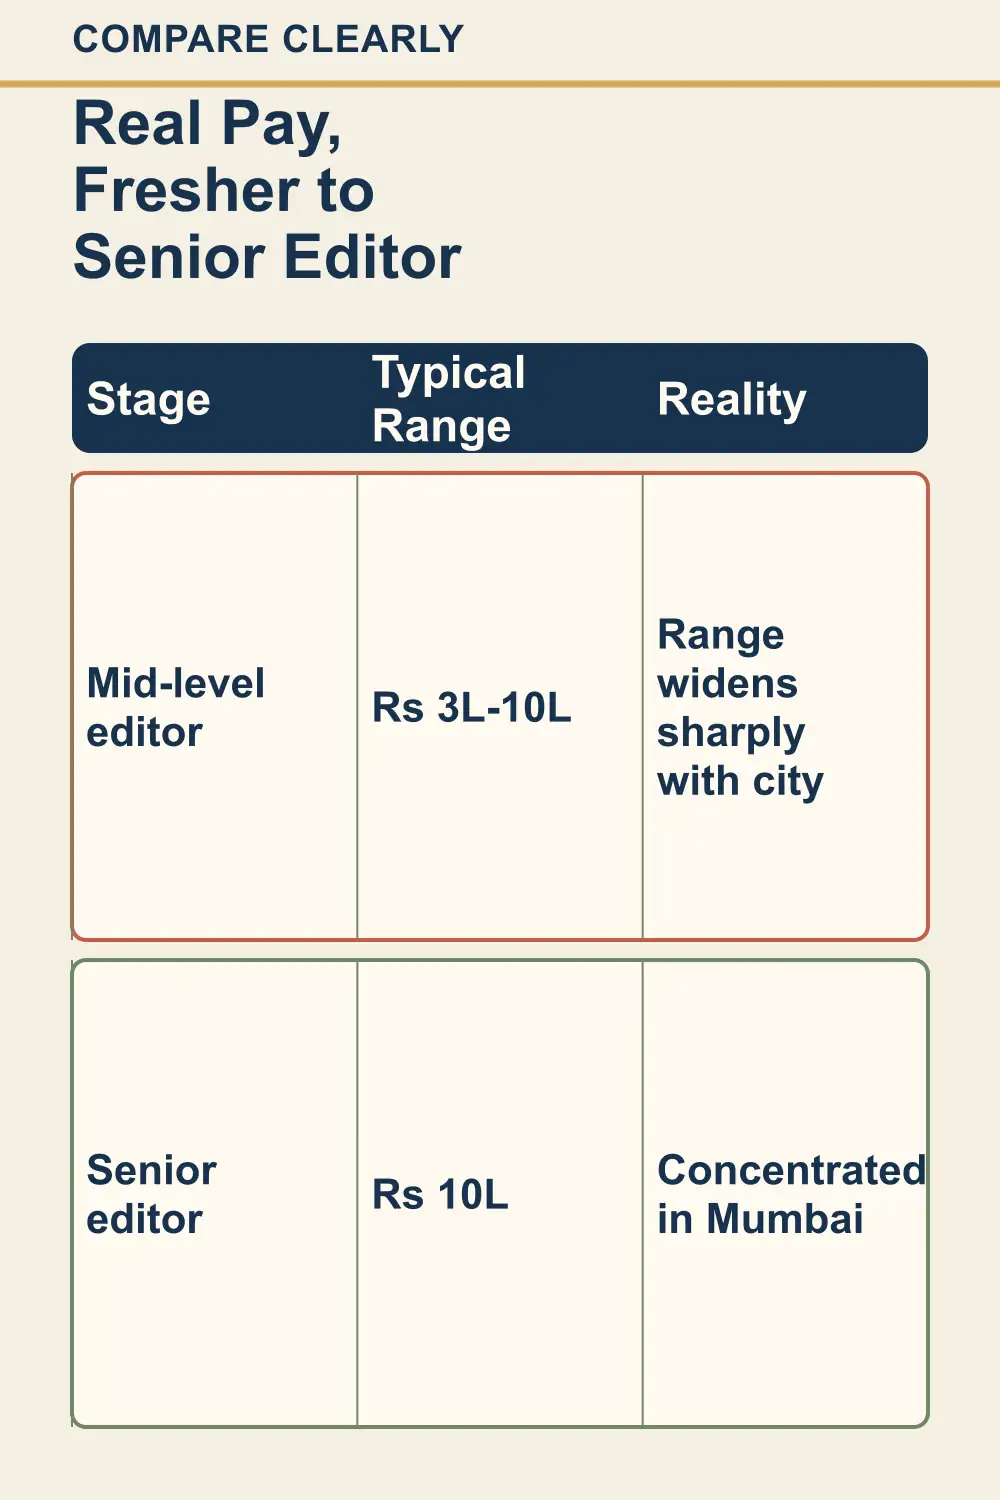 COMPARE CLEARLY
Real Pay,
Fresher to
Senior Editor
Stage
Typical
Range
Reality
Mid-level
editor
Rs 3L-10L
Range
widens
sharply
with city
Senior
editor
Rs 10L
Concentrated
in Mumbai